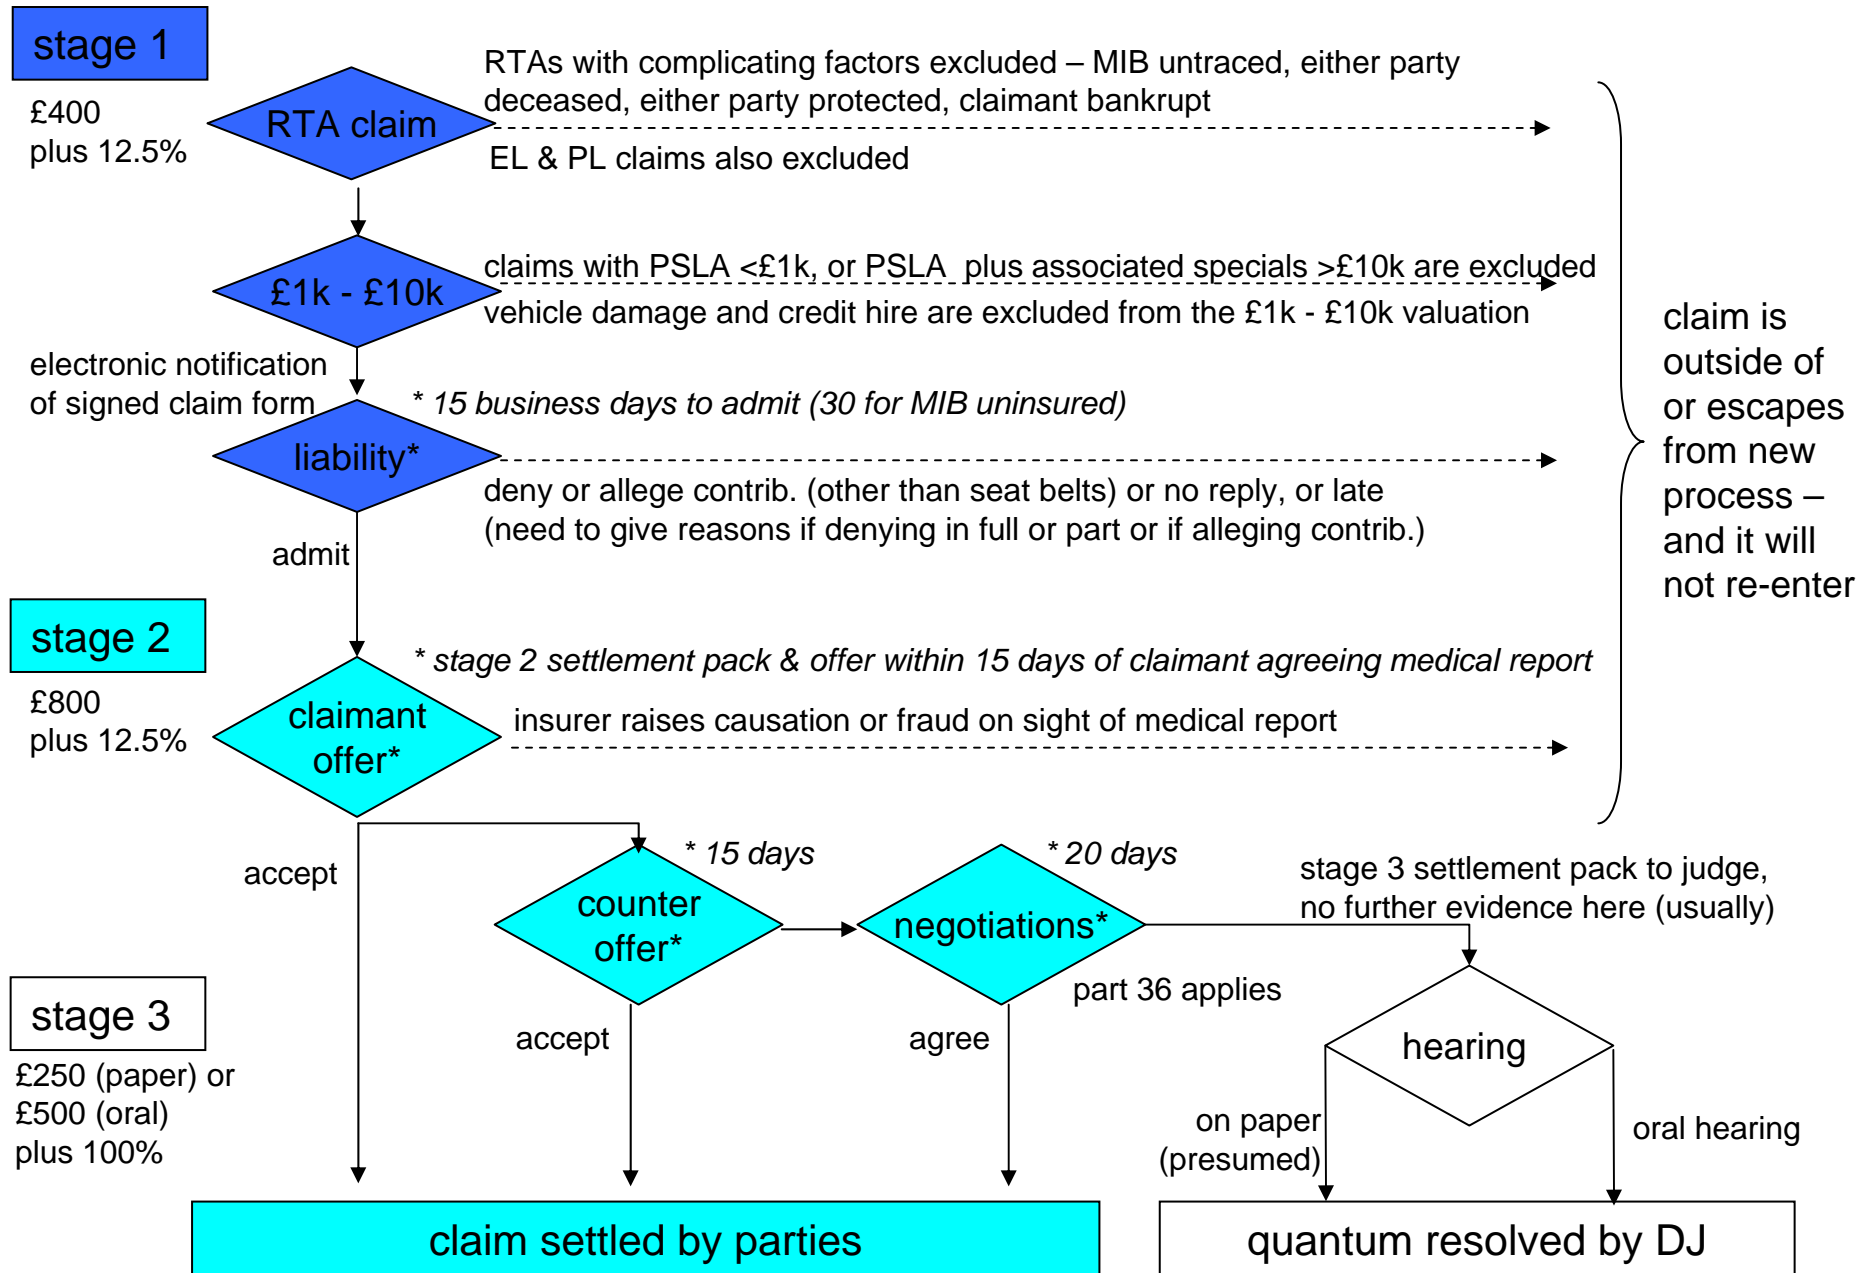 stage 1
£400
plus 12.5%
RTA claim
RTAs with complicating factors excluded – MIB untraced, either party
deceased, either party protected, claimant bankrupt
EL & PL claims also excluded
£1k - £10k
claims with PSLA <£1k, or PSLA plus associated specials >£10k are excluded
vehicle damage and credit hire are excluded from the £1k - £10k valuation
electronic notification
of signed claim form
* 15 business days to admit (30 for MIB uninsured)
liability*
deny or allege contrib. (other than seat belts) or no reply, or late
(need to give reasons if denying in full or part or if alleging contrib.)
admit
claim is
outside of
or escapes
from new
process –
and it will
not re-enter
stage 2
£800
plus 12.5%
* stage 2 settlement pack & offer within 15 days of claimant agreeing medical report
claimant
offer*
insurer raises causation or fraud on sight of medical report
accept
* 15 days
counter
offer*
accept
* 20 days
negotiations*
part 36 applies
agree
stage 3 settlement pack to judge,
no further evidence here (usually)
stage 3
£250 (paper) or
£500 (oral)
plus 100%
hearing
on paper
(presumed)
oral hearing
claim settled by parties
quantum resolved by DJ